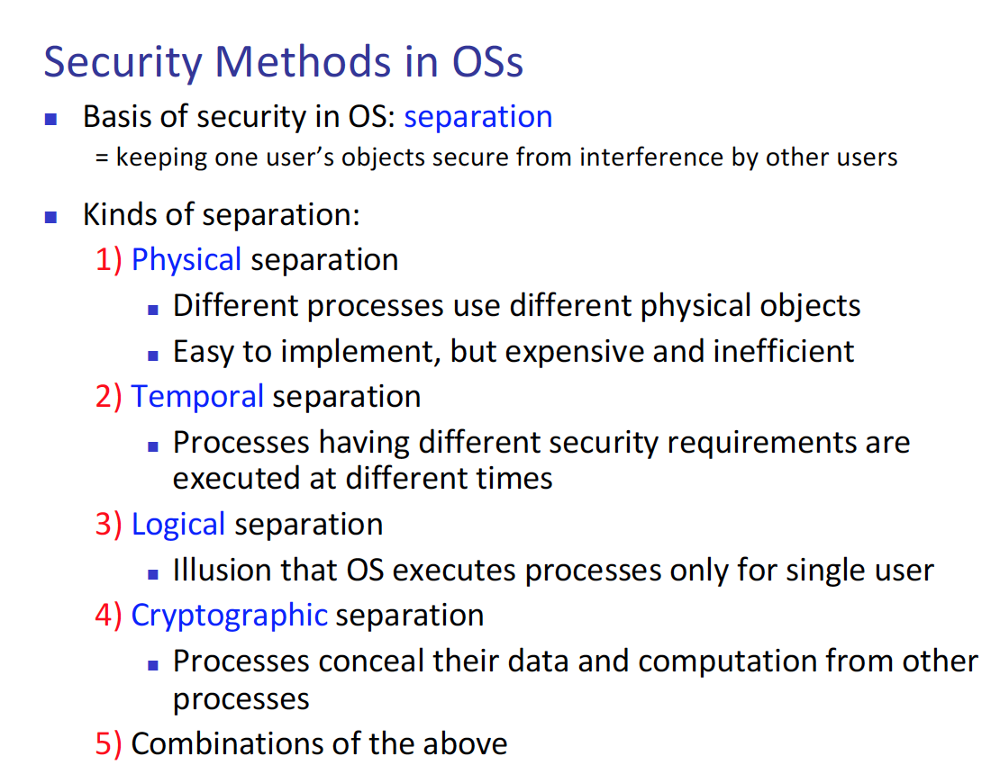 Security Methods in OSs
Basis of security in OS: separation
= keeping one user’s objects secure from interference by other users
Kinds of separation:
1) Physical separation
Different processes use different physical objects
Easy to implement, but expensive and inefficient
2) Temporal separation
Processes having different security requirements are
executed at different times
3) Logical separation
Illusion that OS executes processes only for single user
4) Cryptographic separation
Processes conceal their data and computation from other
processes
5) Combinations of the above